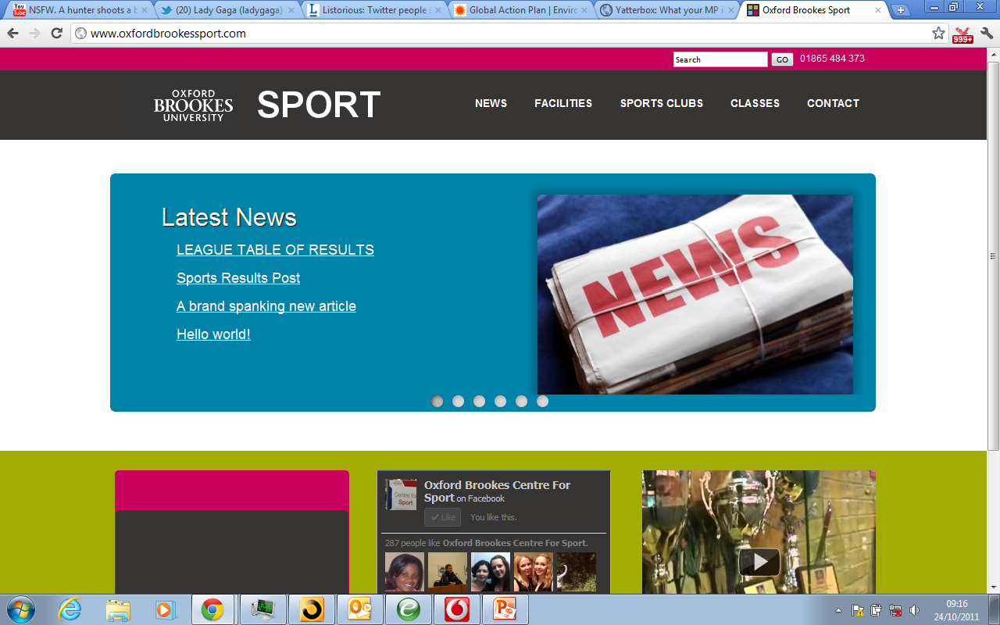 NSFW. A hunter shoots a b
(20) Lady Gaga (ladygaga)
Listorious: Twitter people s
Global Action Plan | Enviro
Yatterbox: What your MP i
Oxford Brookes Sport
www.oxfordbrookessport.com
999+
Search
GO
01865 484 373
OXFORD
BROOKES
UNIVERSITY
SPORT
NEWS
FACILITIES
SPORTS CLUBS
CLASSES
CONTACT
Latest News
LEAGUE TABLE OF RESULTS
Sports Results Post
A brand spanking new article
Hello world!
NEWS
Centre for
Sport
Oxford Brookes Centre For
Sport on Facebook
Like
You like this.
287 people like Oxford Brookes Centre For Sport.
09:16
24/10/2011